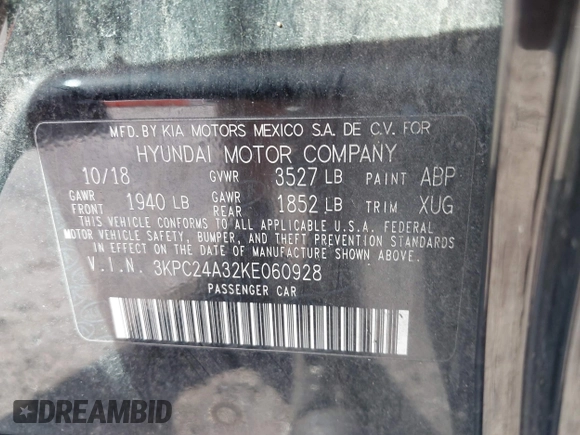 MFD. BY KIA MOTORS MEXICO S.A. DE C.V. FOR
HYUNDAI MOTOR COMPANY
10/18 GVWR 3527 LB PAINT ABP
GAWR FRONT 1940 LB GAWR REAR 1852 LB TRIM XUG
THIS VEHICLE CONFORMS TO ALL APPLICABLE U.S.A. FEDERAL
MOTOR VEHICLE SAFETY, BUMPER, AND THEFT PREVENTION STANDARDS
IN EFFECT ON THE DATE OF MANUFACTURE SHOWN ABOVE.
V.I.N. 3KPC24A32KE060928
PASSENGER CAR
DREAMBID